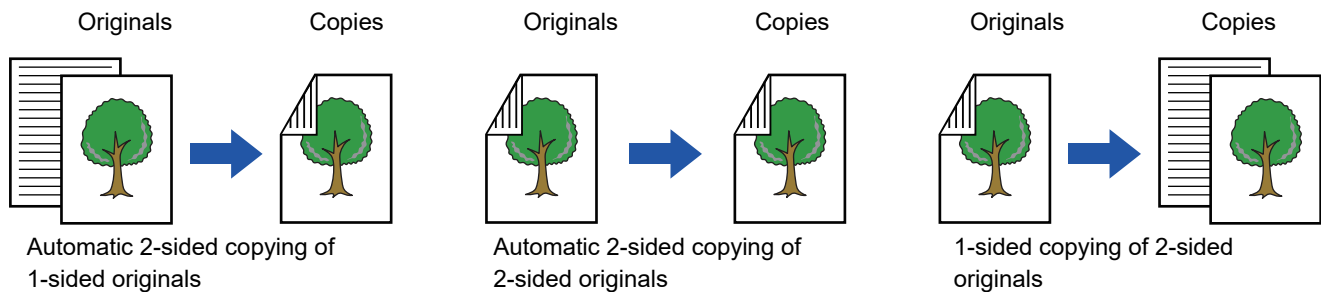 Originals Copies
Automatic 2-sided copying of
1-sided originals
Originals Copies
Automatic 2-sided copying of
2-sided originals
Originals Copies
1-sided copying of 2-sided
originals